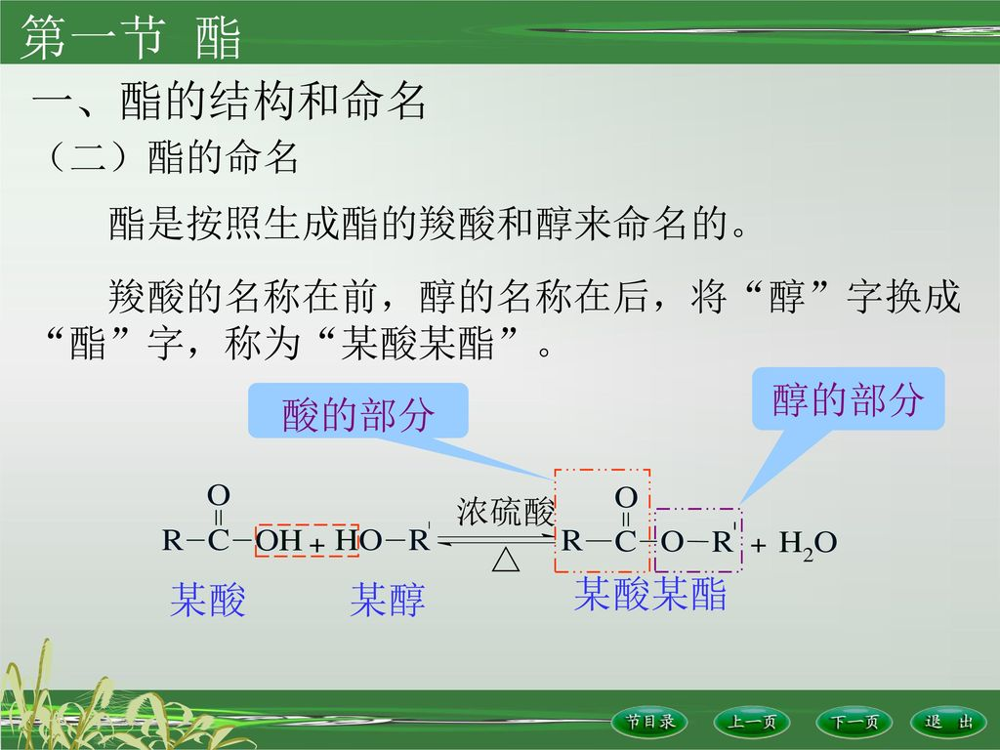 第一节 酯
一、酯的结构和命名
（二）酯的命名
酯是按照生成酯的羧酸和醇来命名的。
羧酸的名称在前，醇的名称在后，将“醇”字换成
“酯”字，称为“某酸某酯”。
酸的部分
醇的部分
O
R—C—OH + HO—R'
浓硫酸
△
O
R—C—O—R' + H₂O
某酸
某醇
某酸某酯
节目录
上一页
下一页
退 出